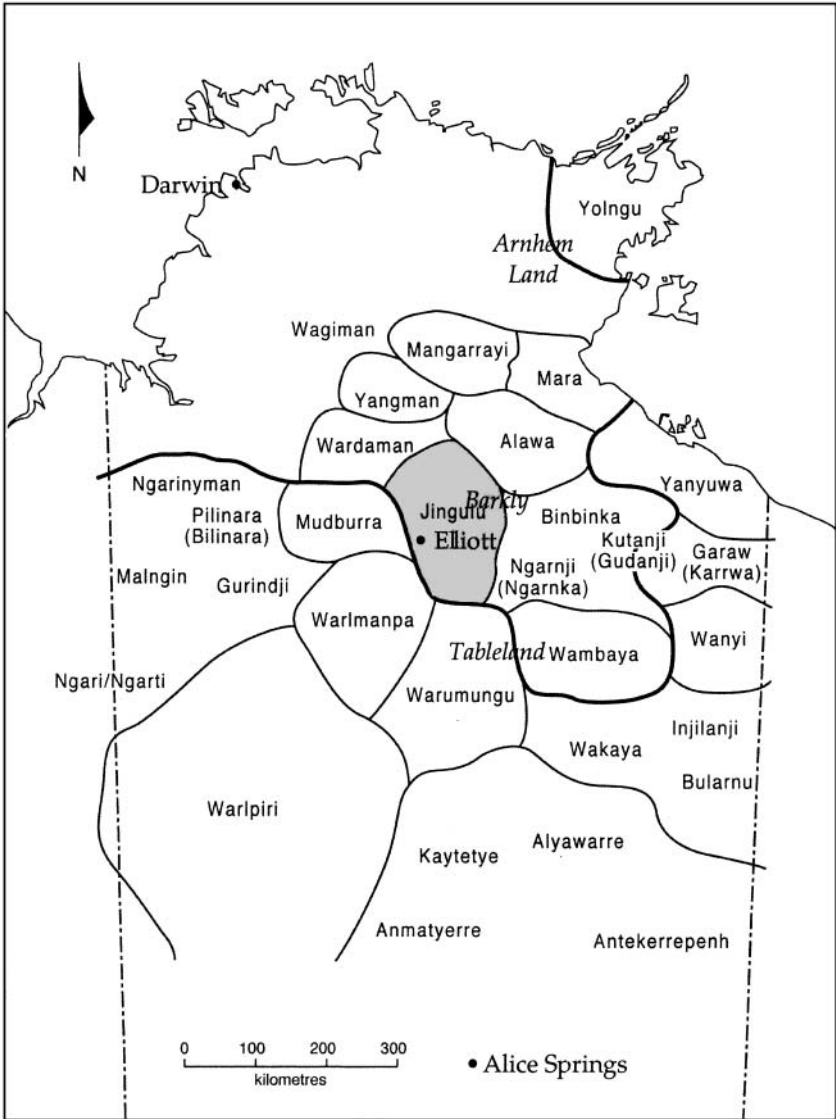 N
Darwin
Yolngu
Arnhem
Land
Wagiman
Mangarrayi
Mara
Yangman
Wardaman
Alawa
Ngarinyman
Yanyuwa
Barkly
Jingulu
Pilinara
(Bilinara)
Mudburra
Binbinka
Elliott
Kutanji
(Gudanji)
Garaw
(Karrwa)
Malngin
Gurindji
Ngarnji
(Ngarnka)
Warlmanpa
Tableland
Wambaya
Wanyi
Ngari/Ngarti
Warumungu
Injilanji
Wakaya
Bularnu
Warlpiri
Alyawarre
Kaytetye
Anmatyerre
Antekerrepenh
0 100 200 300
kilometres
Alice Springs